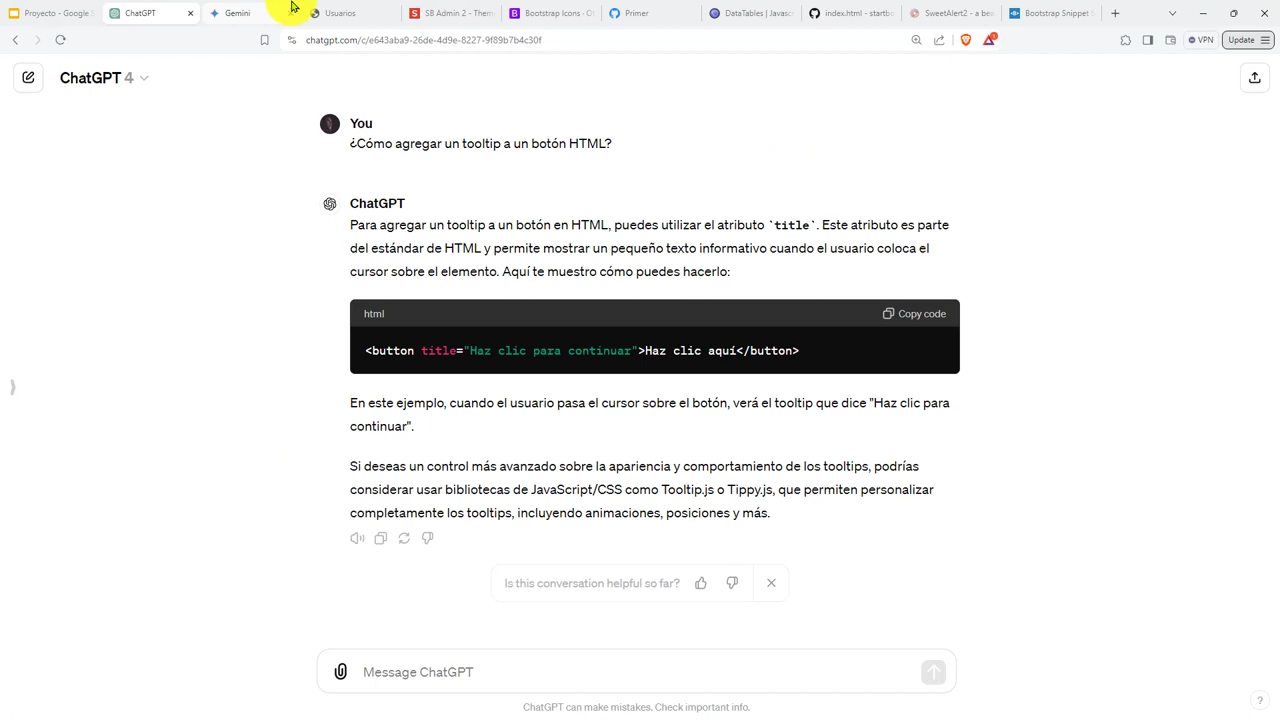 Proyecto - Google S
ChatGPT
Gemini
Usuarios
SB Admin 2 - Them
Bootstrap Icons - Of
Primer
DataTables | Javasc
index.html - startbo
SweetAlert2 - a bea
Bootstrap Snippet S
chatgpt.com/c/e643aba9-26de-4d9e-8227-9f89b7b4c30f
VPN
Update
ChatGPT 4
You
¿Cómo agregar un tooltip a un botón HTML?
ChatGPT
Para agregar un tooltip a un botón en HTML, puedes utilizar el atributo `title`. Este atributo es parte
del estándar de HTML y permite mostrar un pequeño texto informativo cuando el usuario coloca el
cursor sobre el elemento. Aquí te muestro cómo puedes hacerlo:
html
Copy code
<button title="Haz clic para continuar">Haz clic aquí</button>
En este ejemplo, cuando el usuario pasa el cursor sobre el botón, verá el tooltip que dice "Haz clic para
continuar".
Si deseas un control más avanzado sobre la apariencia y comportamiento de los tooltips, podrías
considerar usar bibliotecas de JavaScript/CSS como Tooltip.js o Tippy.js, que permiten personalizar
completamente los tooltips, incluyendo animaciones, posiciones y más.
Is this conversation helpful so far?
Message ChatGPT
ChatGPT can make mistakes. Check important info.
?